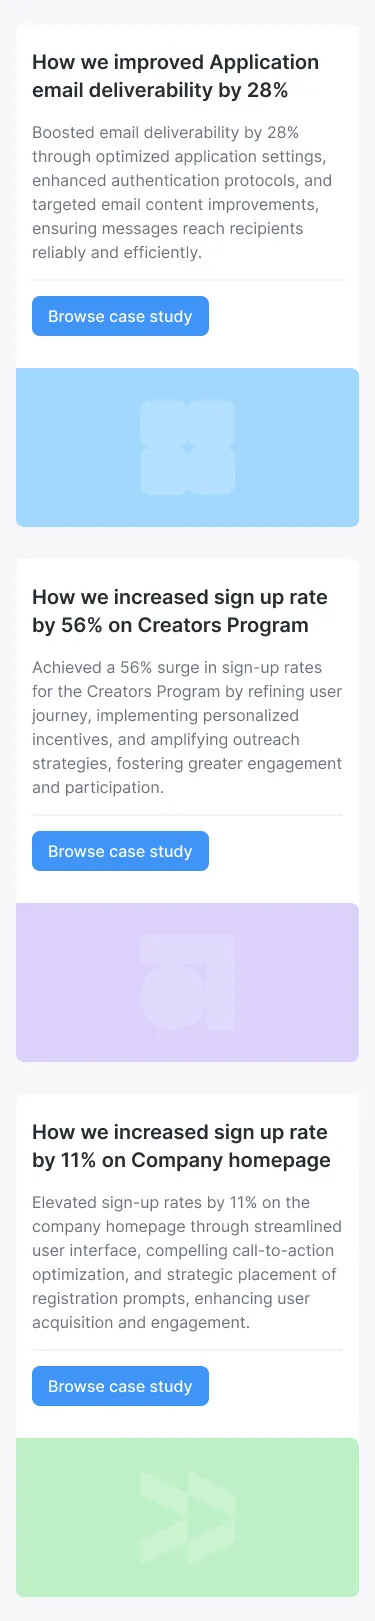 How we improved Application
email deliverability by 28%
Boosted email deliverability by 28%
through optimized application settings,
enhanced authentication protocols, and
targeted email content improvements,
ensuring messages reach recipients
reliably and efficiently.
Browse case study
How we increased sign up rate
by 56% on Creators Program
Achieved a 56% surge in sign-up rates
for the Creators Program by refining user
journey, implementing personalized
incentives, and amplifying outreach
strategies, fostering greater engagement
and participation.
Browse case study
How we increased sign up rate
by 11% on Company homepage
Elevated sign-up rates by 11% on the
company homepage through streamlined
user interface, compelling call-to-action
optimization, and strategic placement of
registration prompts, enhancing user
acquisition and engagement.
Browse case study